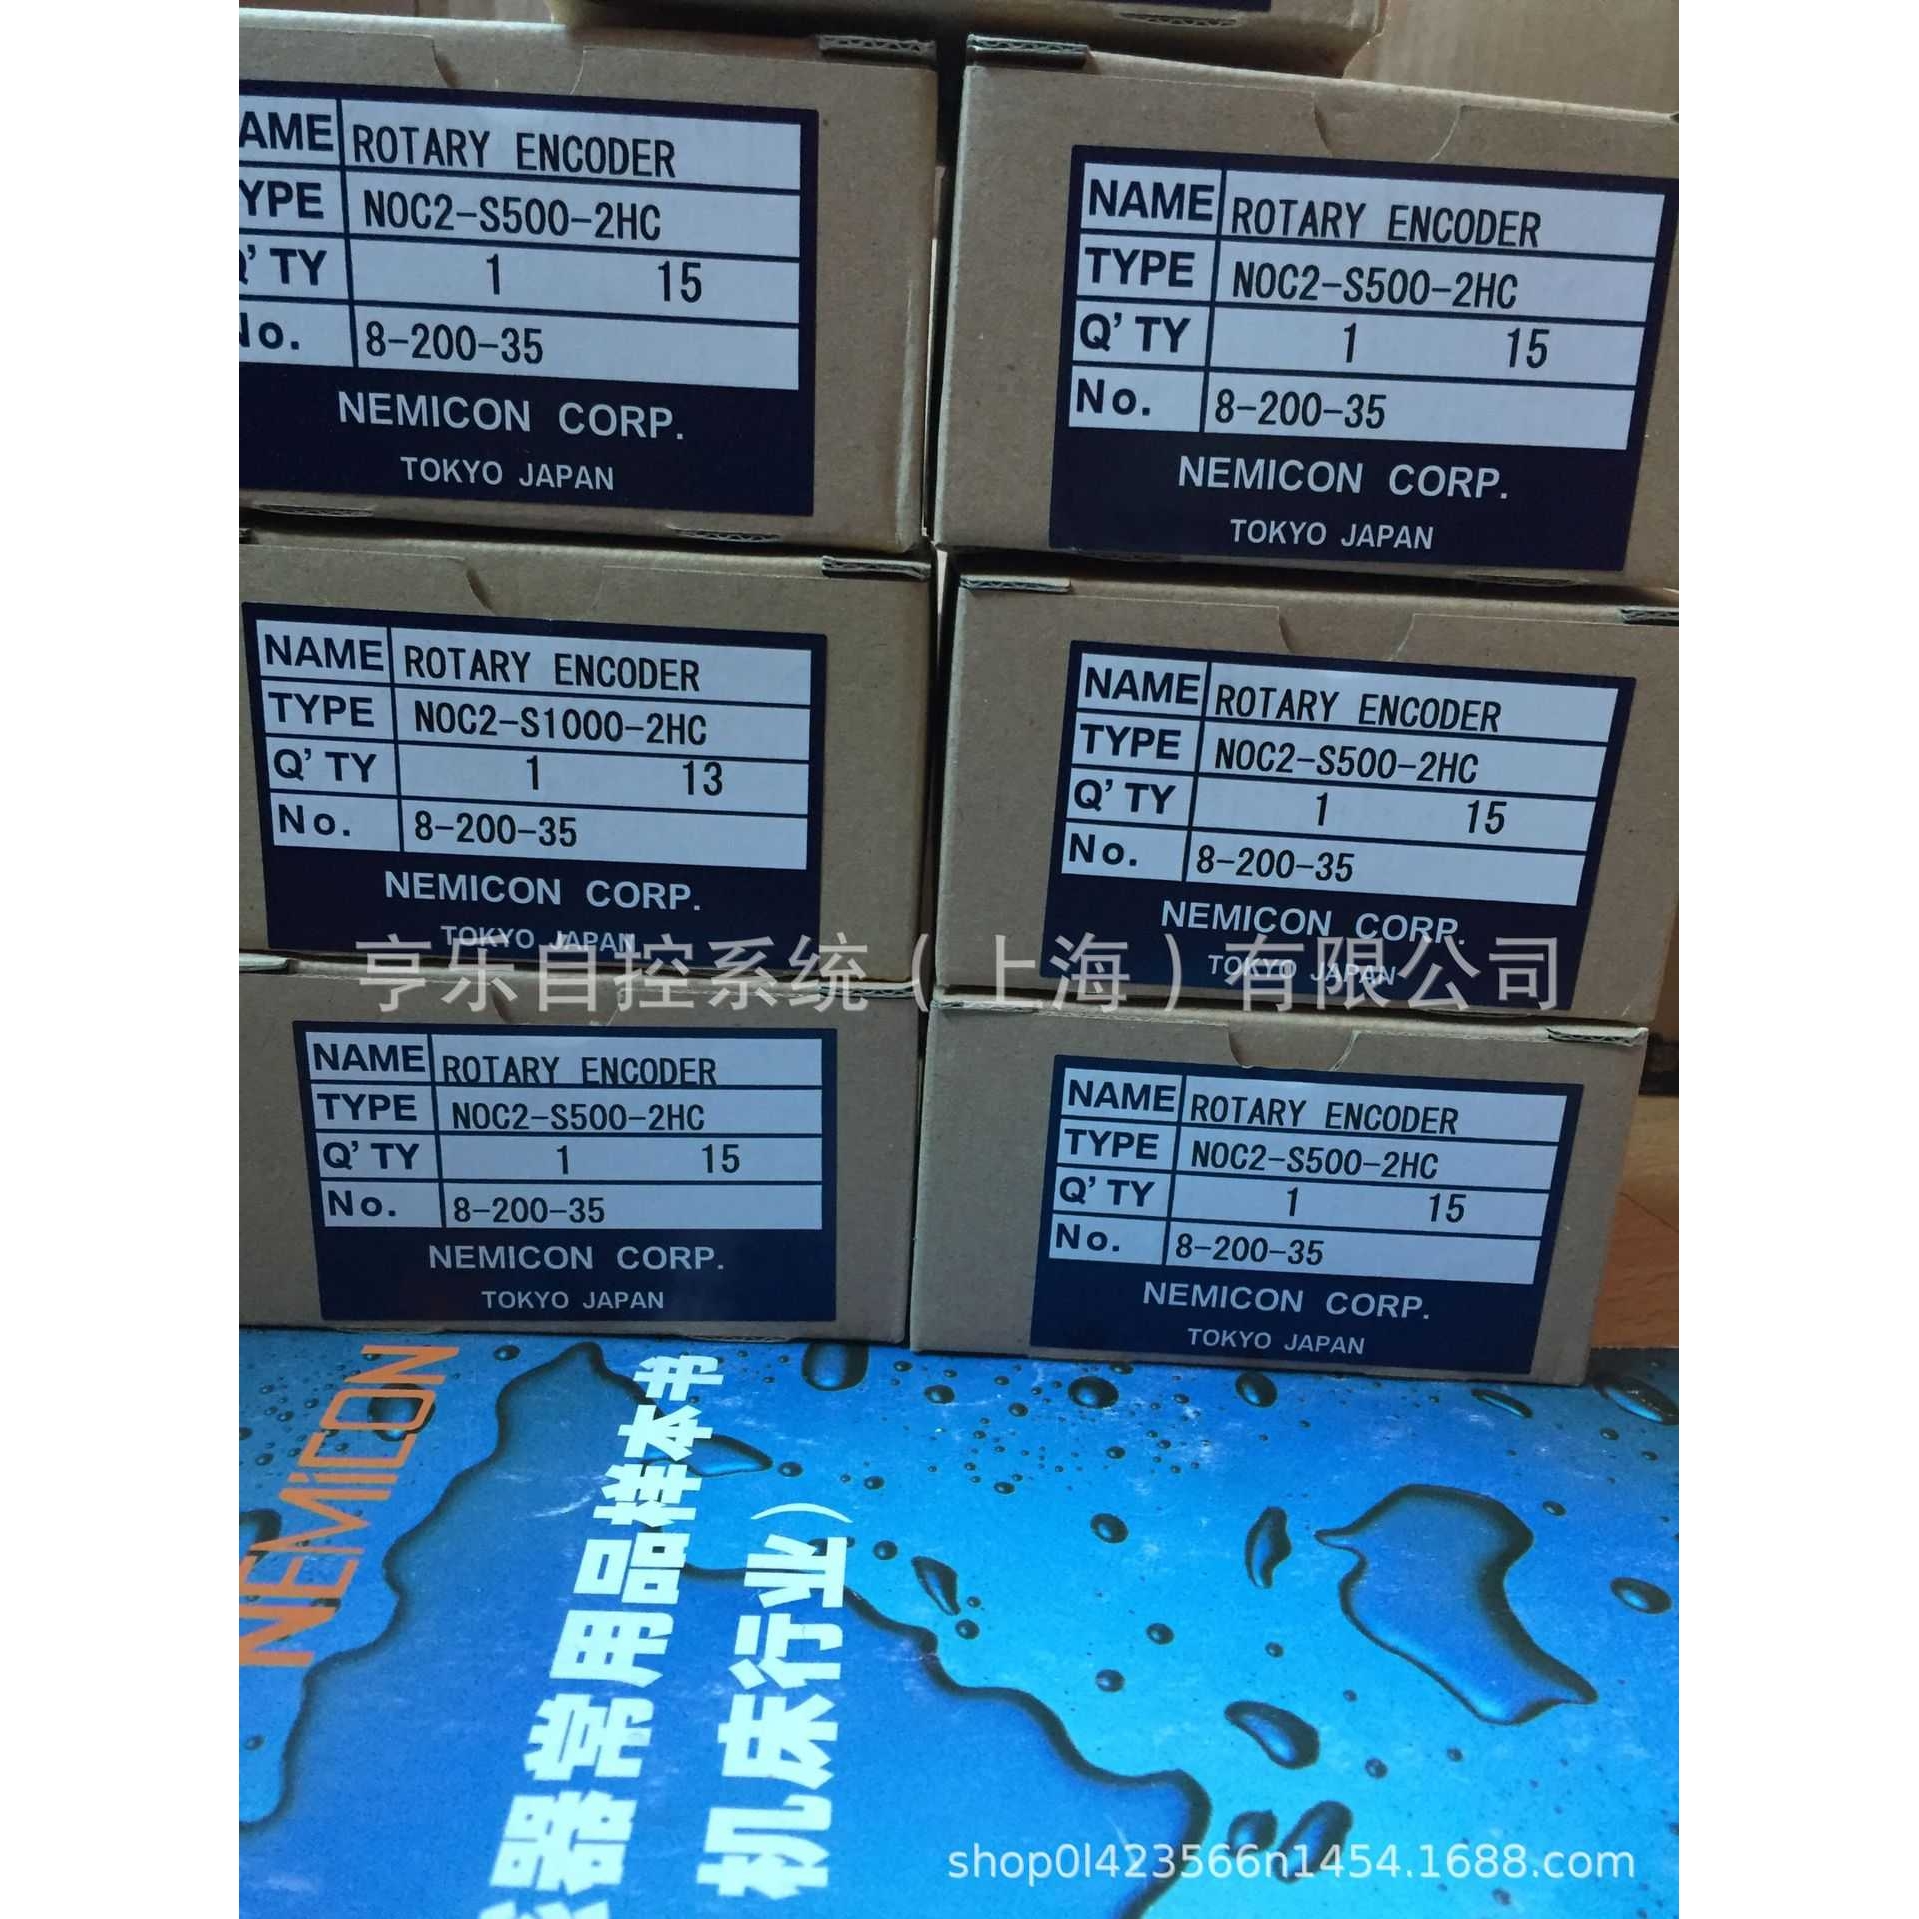 AME ROTARY ENCODER
YPE NOC2-S500-2HC
Q'TY 1 15
No. 8-200-35
NEMICON CORP.
TOKYO JAPAN
NAME ROTARY ENCODER
TYPE NOC2-S500-2HC
Q'TY 1 15
No. 8-200-35
NEMICON CORP.
TOKYO JAPAN
NAME ROTARY ENCODER
TYPE NOC2-S1000-2HC
Q'TY 1 13
No. 8-200-35
NEMICON CORP.
TOKYO JAPAN
NAME ROTARY ENCODER
TYPE NOC2-S500-2HC
Q'TY 1 15
No. 8-200-35
NEMICON CORP.
TOKYO JAPAN
亨乐自控系统（上海）有限公司
NAME ROTARY ENCODER
TYPE NOC2-S500-2HC
Q'TY 1 15
No. 8-200-35
NEMICON CORP.
TOKYO JAPAN
NAME ROTARY ENCODER
TYPE NOC2-S500-2HC
Q'TY 1 15
No. 8-200-35
NEMICON CORP.
TOKYO JAPAN
NEMiCON
器常用品样本书
机床行业）
shop0l423566n1454.1688.com